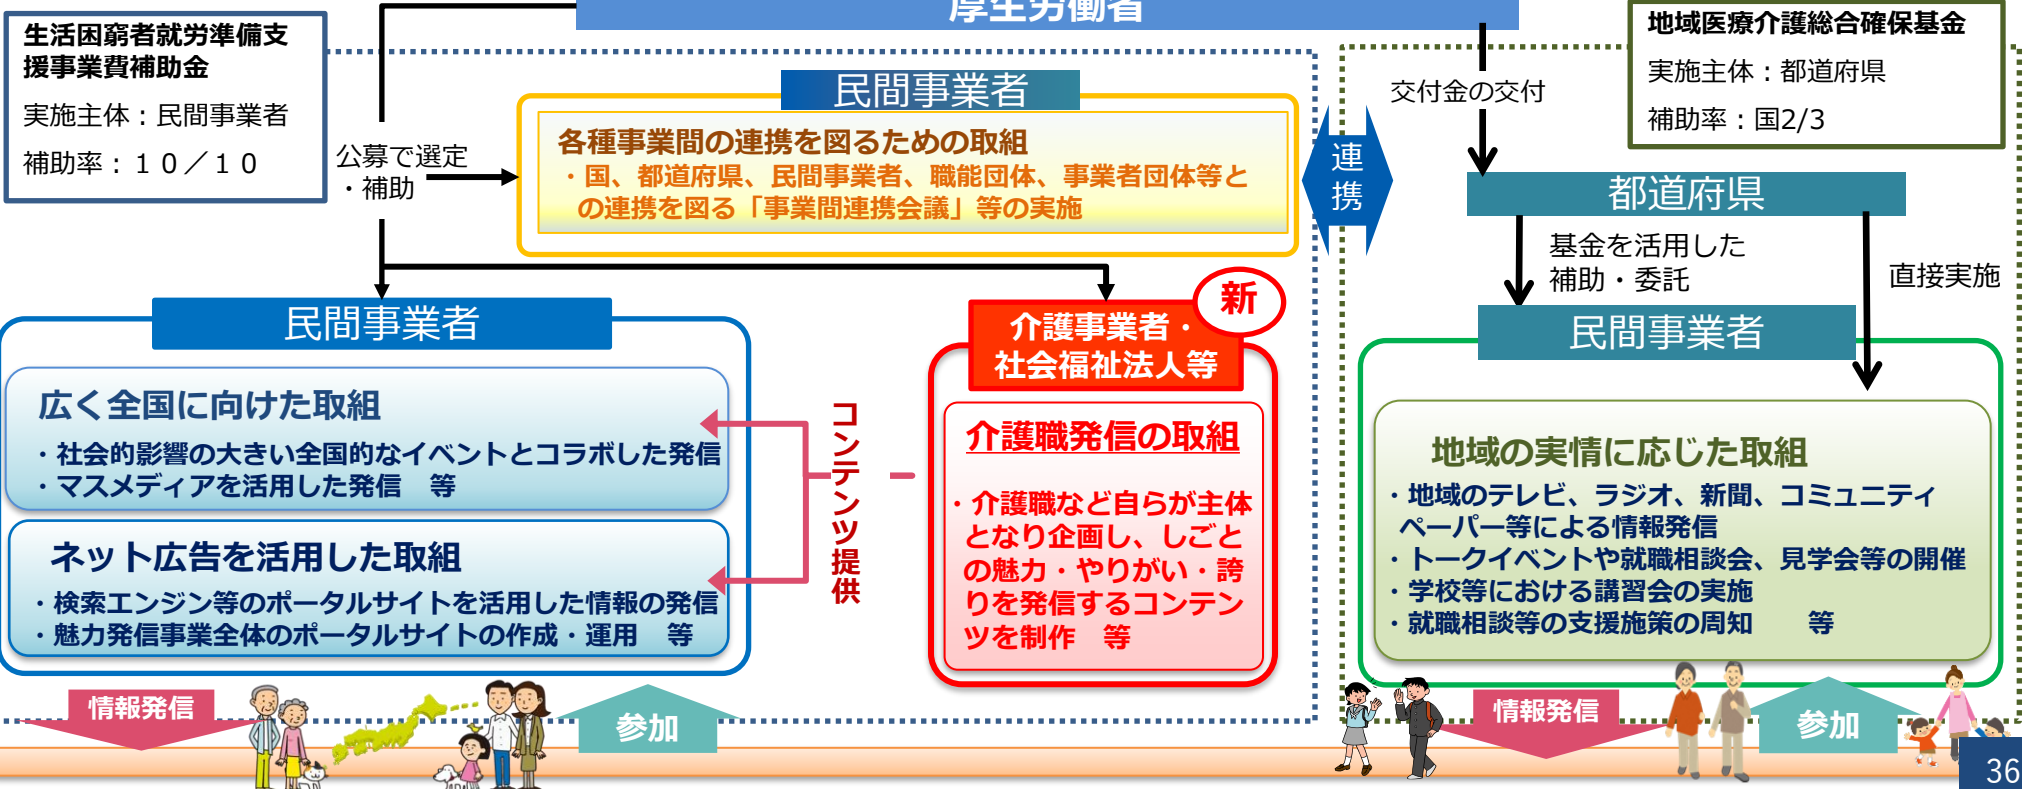 厚生労働省
生活困窮者就労準備支
援事業費補助金
実施主体：民間事業者
補助率：１０／１０
公募で選定
・補助
民間事業者
各種事業間の連携を図るための取組
・国、都道府県、民間事業者、職能団体、事業者団体等と
の連携を図る「事業間連携会議」等の実施
連
携
交付金の交付
地域医療介護総合確保基金
実施主体：都道府県
補助率：国2/3
都道府県
基金を活用した
補助・委託
直接実施
民間事業者
広く全国に向けた取組
・社会的影響の大きい全国的なイベントとコラボした発信
・マスメディアを活用した発信　等
ネット広告を活用した取組
・検索エンジン等のポータルサイトを活用した情報の発信
・魅力発信事業全体のポータルサイトの作成・運用　等
コンテンツ提供
新
介護事業者・
社会福祉法人等
介護職発信の取組
・介護職など自らが主体
となり企画し、しごと
の魅力・やりがい・誇
りを発信するコンテン
ツを制作　等
民間事業者
地域の実情に応じた取組
・地域のテレビ、ラジオ、新聞、コミュニティ
ペーパー等による情報発信
・トークイベントや就職相談会、見学会等の開催
・学校等における講習会の実施
・就職相談等の支援施策の周知　　等
情報発信
参加
情報発信
参加
36